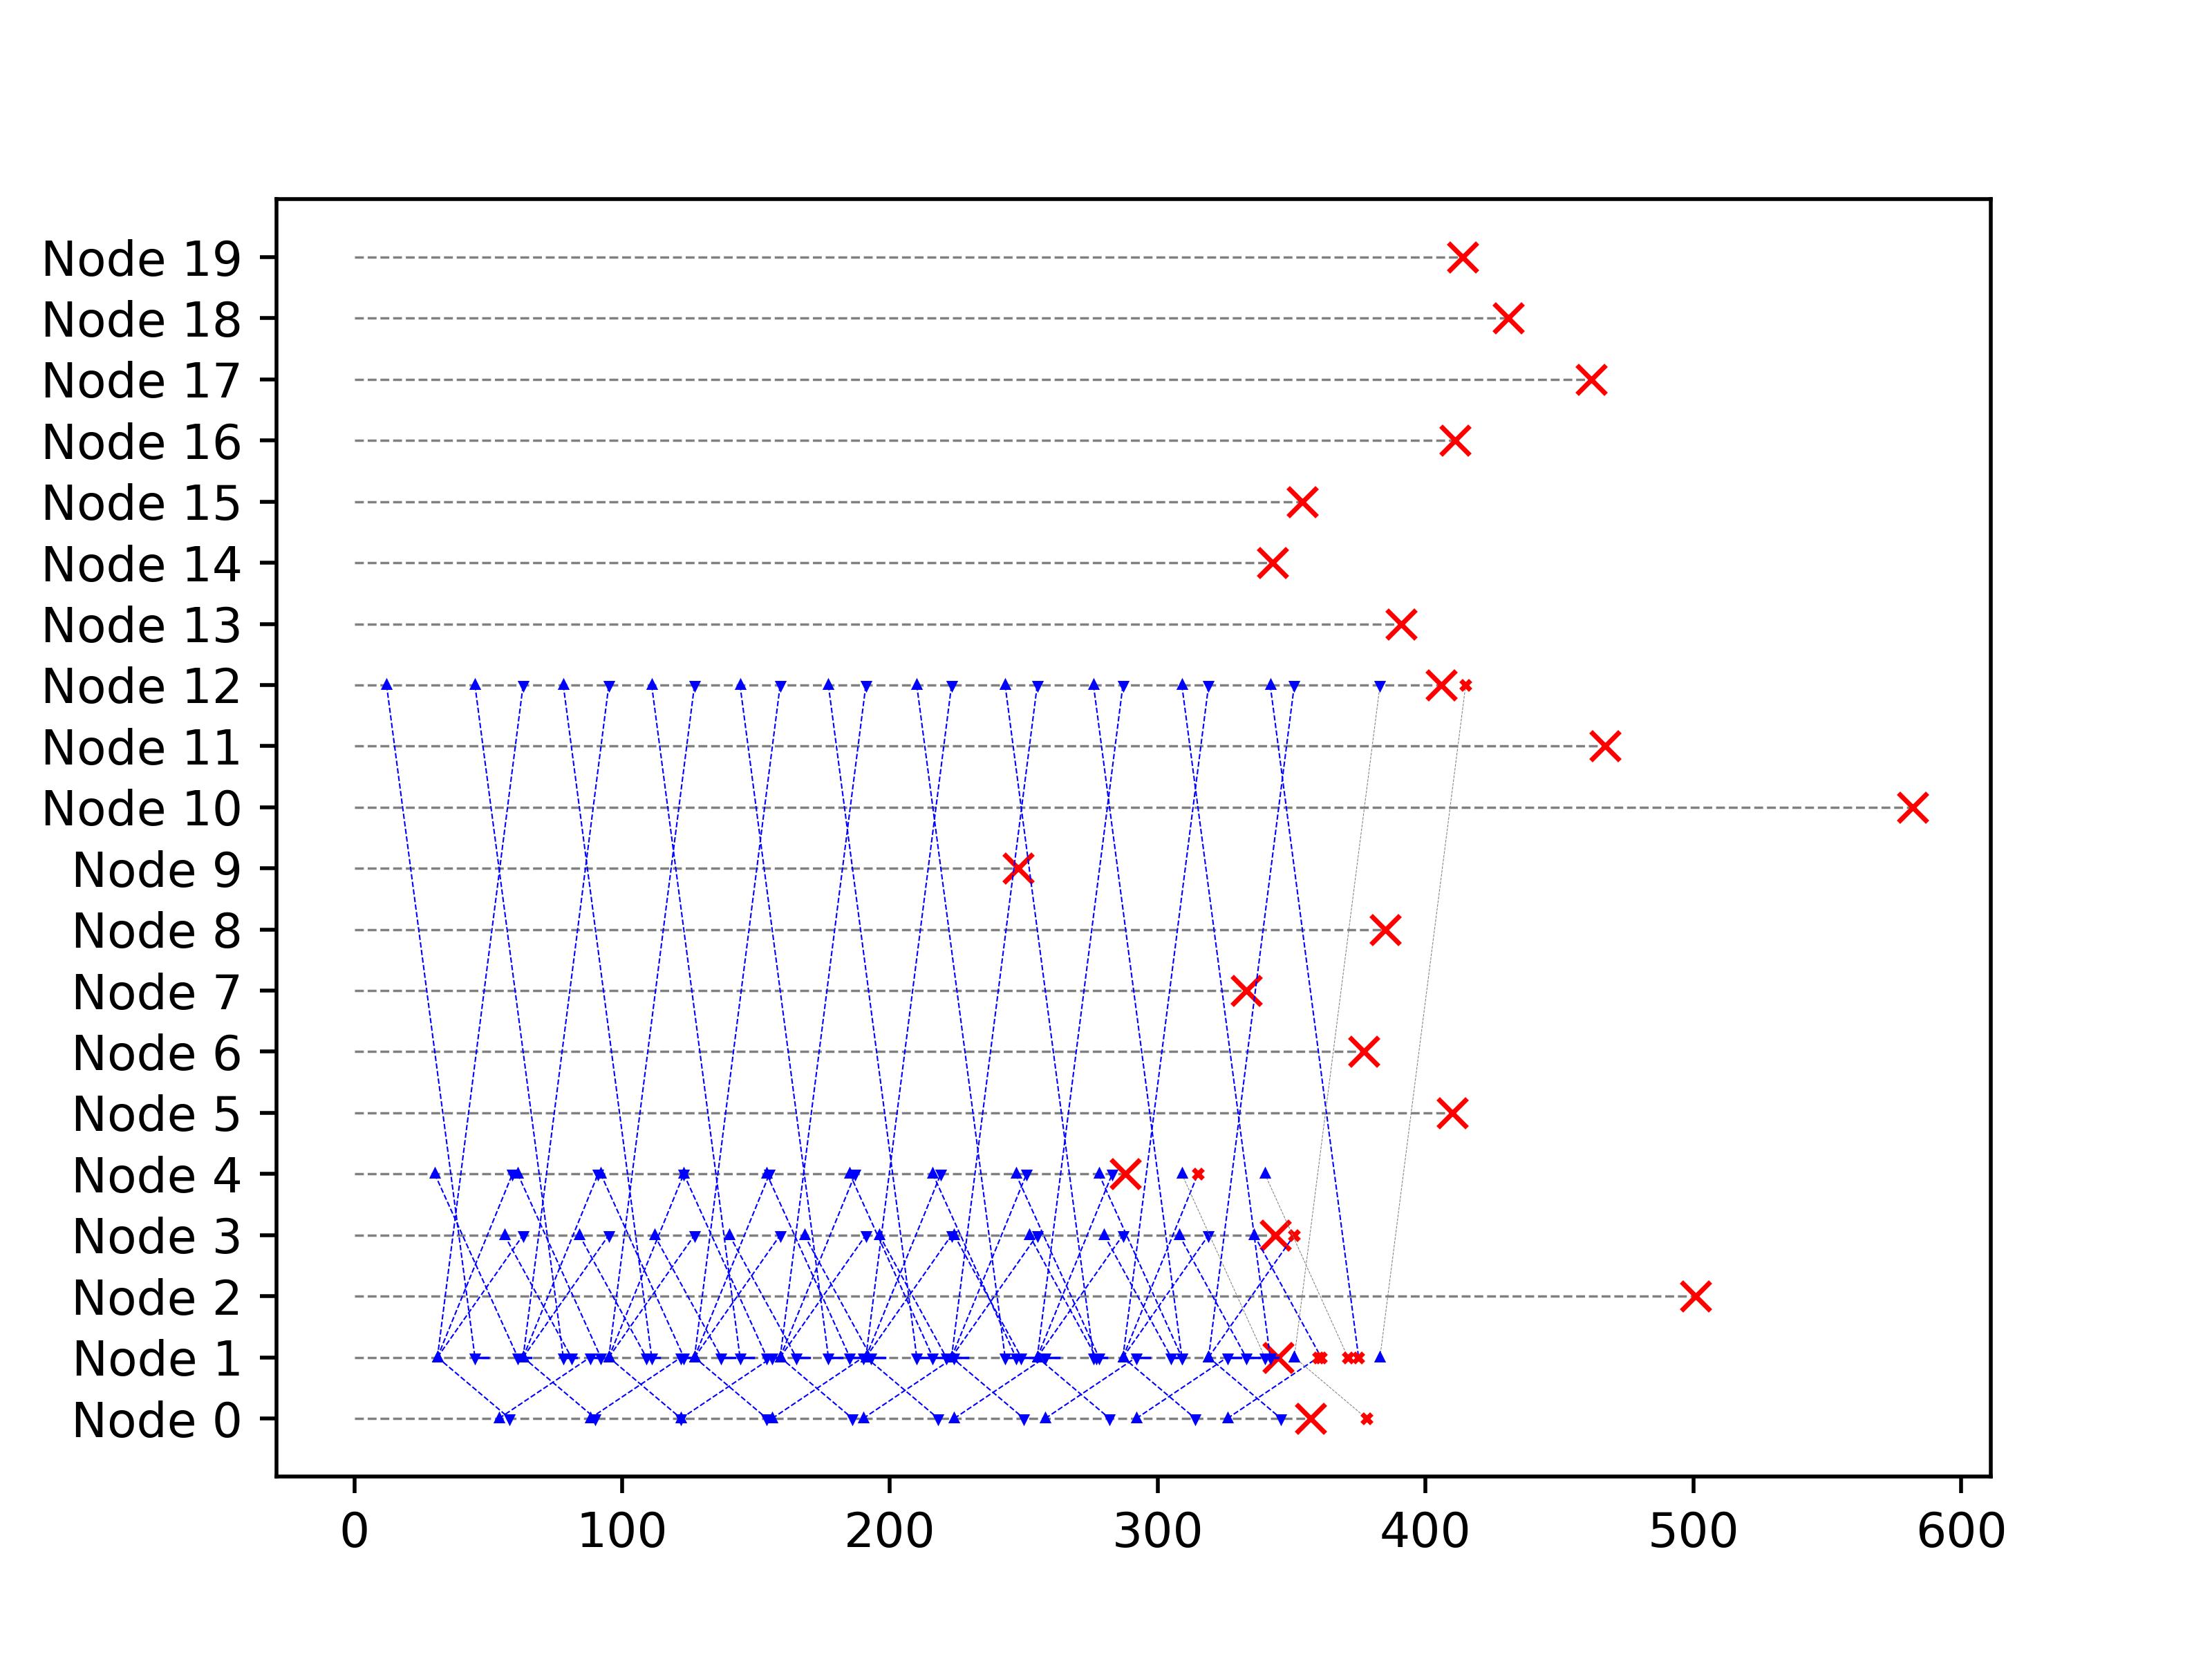 Node 19
Node 18
Node 17
Node 16
Node 15
Node 14
Node 13
Node 12
Node 11
Node 10
Node 9
Node 8
Node 7
Node 6
Node 5
Node 4
Node 3
Node 2
Node 1
Node 0
0 100 200 300 400 500 600